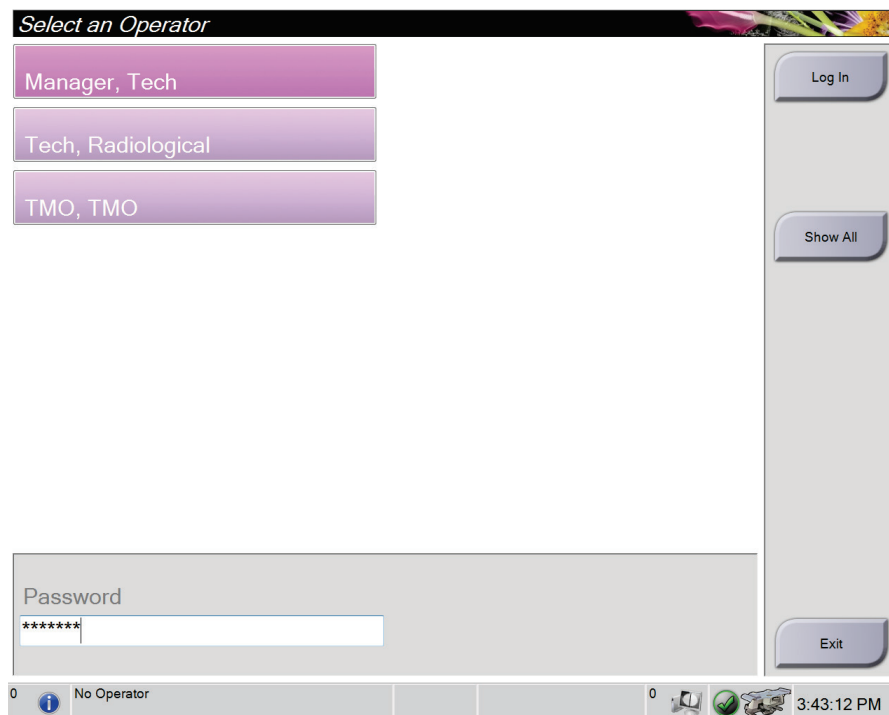 Select an Operator
Manager, Tech
Log In
Tech, Radiological
TMO, TMO
Show All
Password
*******
Exit
0
No Operator
0
3:43:12 PM